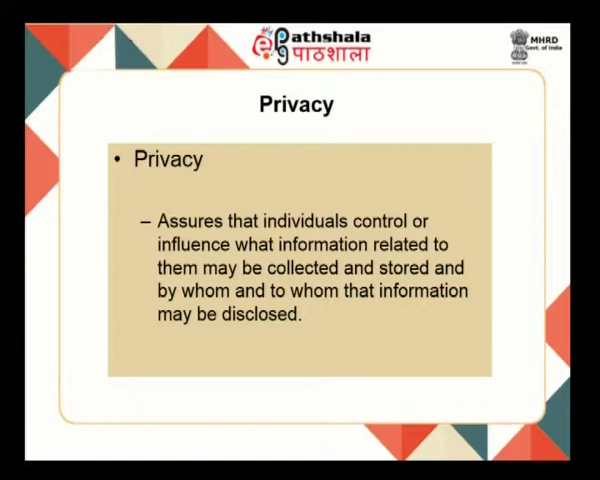 epg Pathshala
पाठशाला
MHRD
Govt. of India
Privacy
• Privacy
– Assures that individuals control or
influence what information related to
them may be collected and stored and
by whom and to whom that information
may be disclosed.